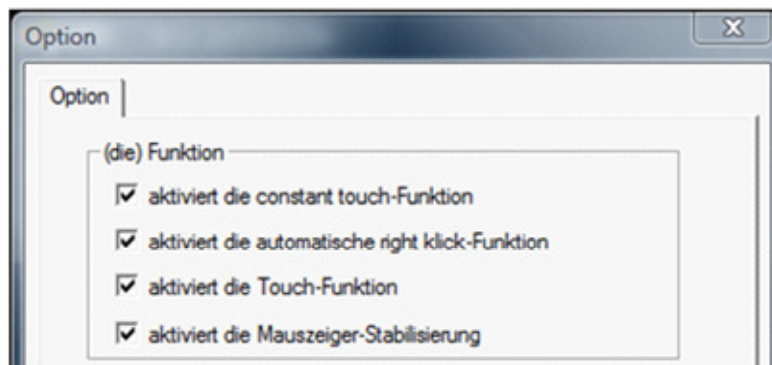 Option
Option
(die) Funktion
aktiviert die constant touch-Funktion
aktiviert die automatische right klick-Funktion
aktiviert die Touch-Funktion
aktiviert die Mauszeiger-Stabilisierung